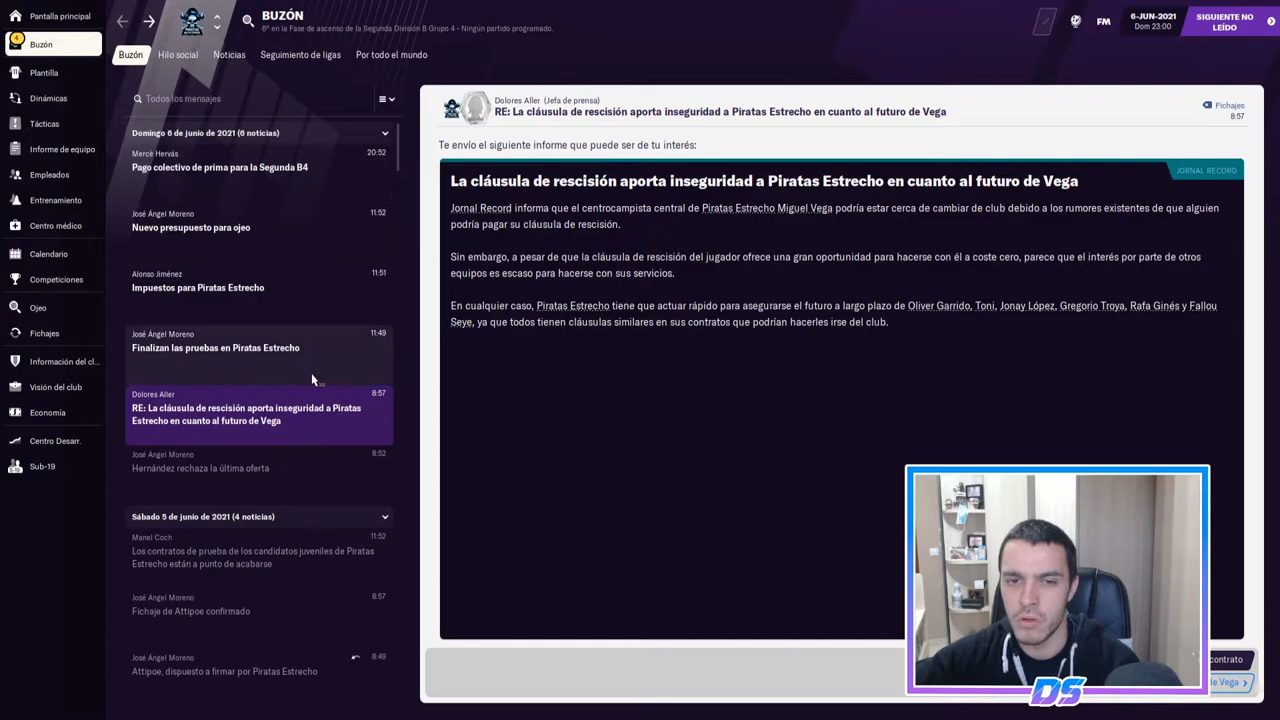 Pantalla principal
4
Buzón
Plantilla
Dinámicas
Tácticas
Informe de equipo
Empleados
Entrenamiento
Centro médico
Calendario
Competiciones
Ojeo
Fichajes
Información del cl...
Visión del club
Economía
Centro Desarr.
Sub-19
BUZÓN
6º en la Fase de ascenso de la Segunda División B Grupo 4 - Ningún partido programado.
FM
6-JUN-2021
Dom 23:00
SIGUIENTE NO
LEÍDO
Buzón
Hilo social
Noticias
Seguimiento de ligas
Por todo el mundo
Todos los mensajes
Domingo 6 de junio de 2021 (6 noticias)
Mercè Hervás 20:52
Pago colectivo de prima para la Segunda B4
José Ángel Moreno 11:52
Nuevo presupuesto para ojeo
Alonso Jiménez 11:51
Impuestos para Piratas Estrecho
José Ángel Moreno 11:49
Finalizan las pruebas en Piratas Estrecho
Dolores Aller 8:57
RE: La cláusula de rescisión aporta inseguridad a Piratas
Estrecho en cuanto al futuro de Vega
José Ángel Moreno 8:52
Hernández rechaza la última oferta
Sábado 5 de junio de 2021 (4 noticias)
Manel Coch 11:52
Los contratos de prueba de los candidatos juveniles de Piratas
Estrecho están a punto de acabarse
José Ángel Moreno 8:57
Fichaje de Attipoe confirmado
José Ángel Moreno 8:49
Attipoe, dispuesto a firmar por Piratas Estrecho
Dolores Aller (Jefa de prensa)
RE: La cláusula de rescisión aporta inseguridad a Piratas Estrecho en cuanto al futuro de Vega
Fichajes
8:57
Te envío el siguiente informe que puede ser de tu interés:
JORNAL RECORD
La cláusula de rescisión aporta inseguridad a Piratas Estrecho en cuanto al futuro de Vega
Jornal Record informa que el centrocampista central de Piratas Estrecho Miguel Vega podría estar cerca de cambiar de club debido a los rumores existentes de que alguien
podría pagar su cláusula de rescisión.
Sin embargo, a pesar de que la cláusula de rescisión del jugador ofrece una gran oportunidad para hacerse con él a coste cero, parece que el interés por parte de otros
equipos es escaso para hacerse con sus servicios.
En cualquier caso, Piratas Estrecho tiene que actuar rápido para asegurarse el futuro a largo plazo de Oliver Garrido, Toni, Jonay López, Gregorio Troya, Rafa Ginés y Fallou
Seye, ya que todos tienen cláusulas similares en sus contratos que podrían hacerles irse del club.
contrato
de Vega
DS